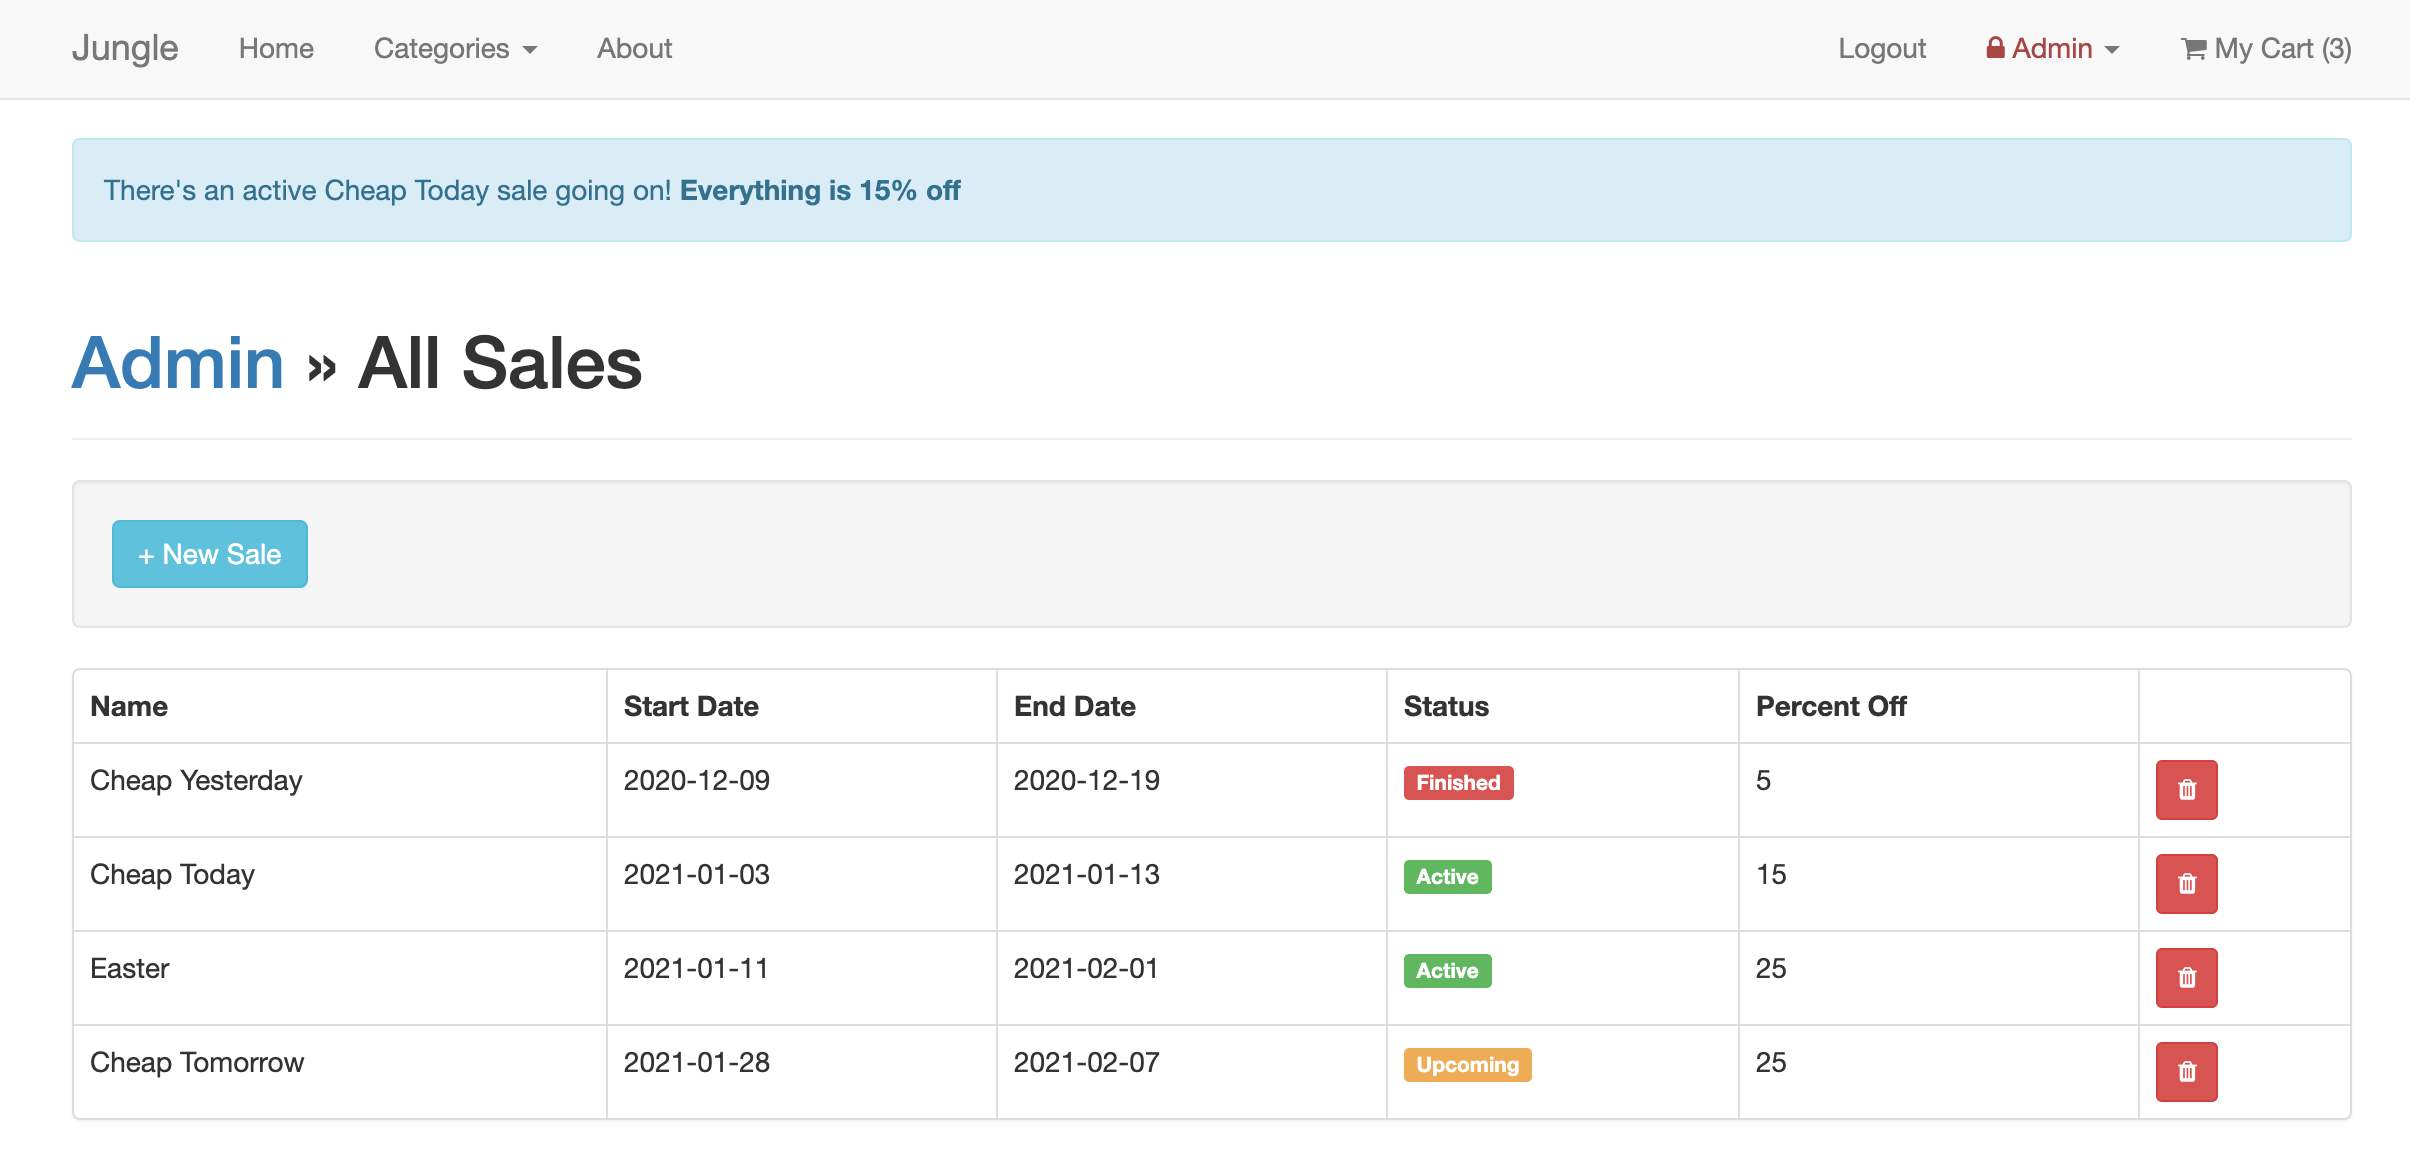 Jungle Home Categories About Logout Admin My Cart (3)
There's an active Cheap Today sale going on! Everything is 15% off
Admin » All Sales
+ New Sale
Name Start Date End Date Status Percent Off
Cheap Yesterday 2020-12-09 2020-12-19 Finished 5
Cheap Today 2021-01-03 2021-01-13 Active 15
Easter 2021-01-11 2021-02-01 Active 25
Cheap Tomorrow 2021-01-28 2021-02-07 Upcoming 25